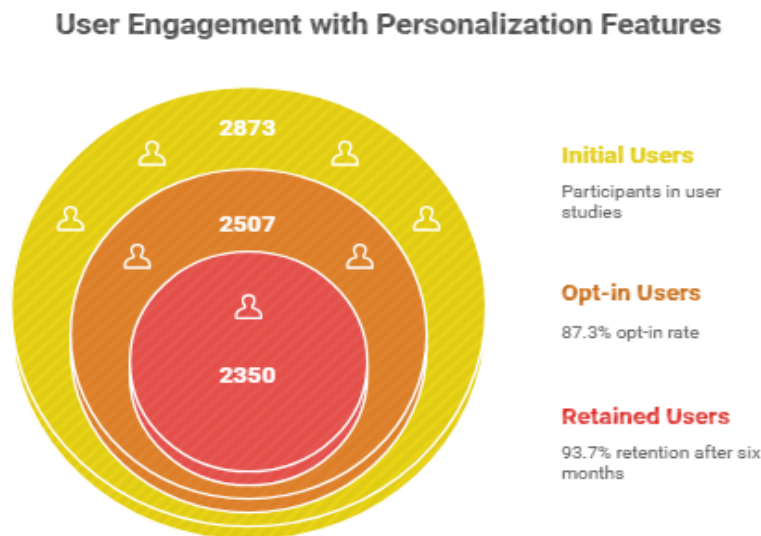 User Engagement with Personalization Features
2873
2507
2350
Initial Users
Participants in user
studies
Opt-in Users
87.3% opt-in rate
Retained Users
93.7% retention after six
months